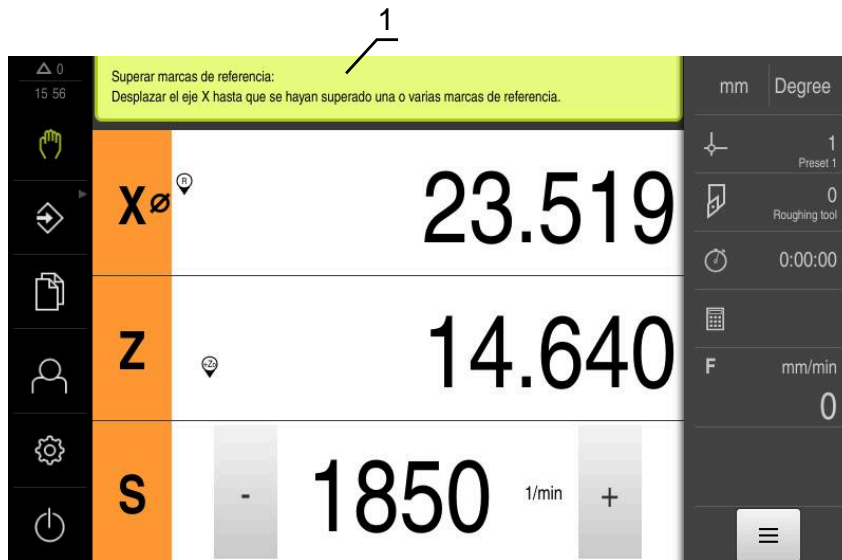 1
0
15 56
Superar marcas de referencia:
Desplazar el eje X hasta que se hayan superado una o varias marcas de referencia.
mm Degree
X Ø R 23.519
1
Preset 1
0
Roughing tool
0:00:00
Z 14.640
F mm/min
0
S - 1850 1/min +